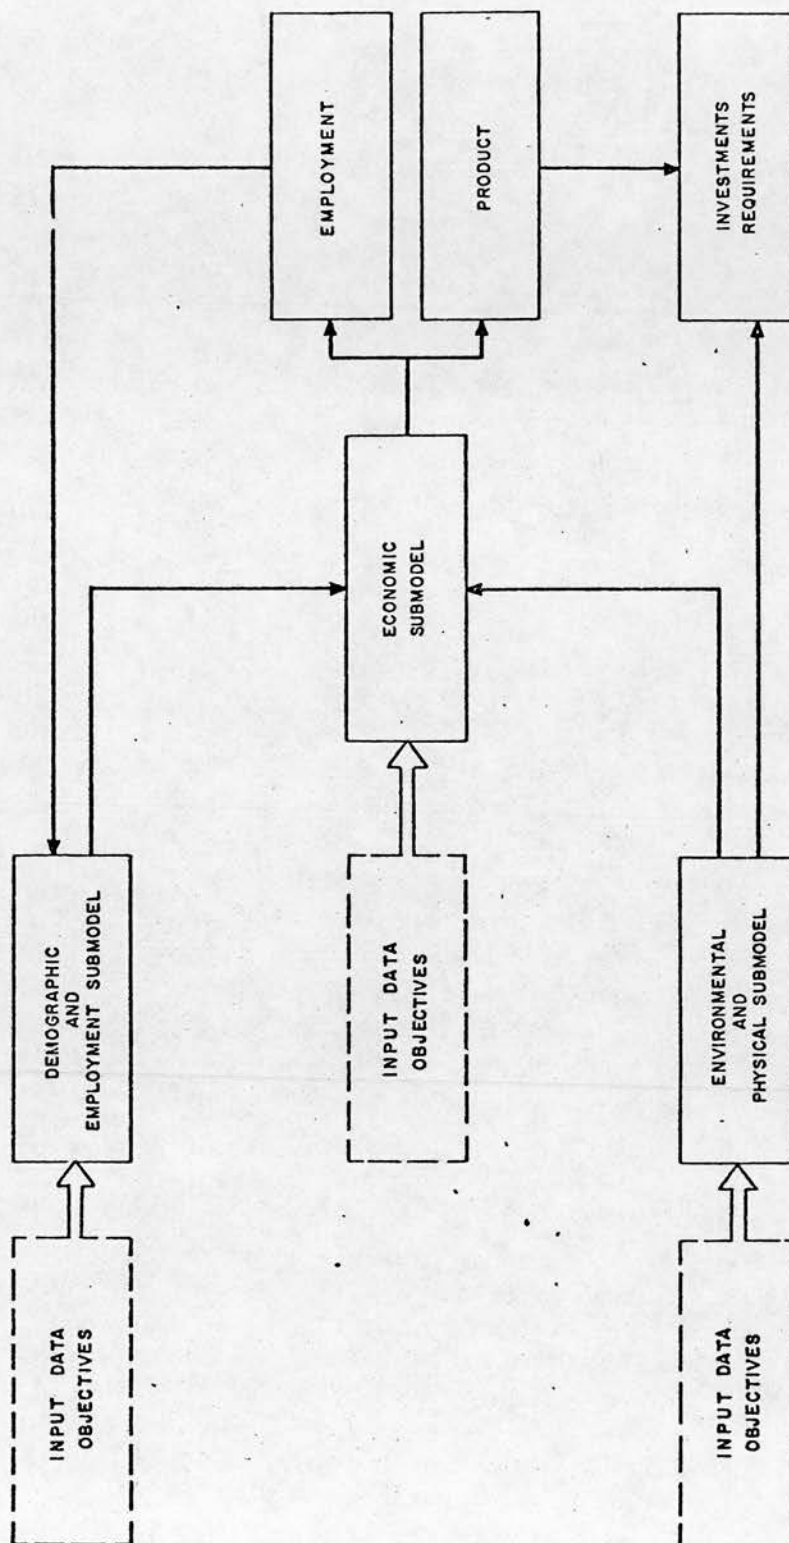 INPUT DATA
OBJECTIVES
DEMOGRAPHIC
AND
EMPLOYMENT SUBMODEL
EMPLOYMENT
INPUT DATA
OBJECTIVES
ECONOMIC
SUBMODEL
PRODUCT
INPUT DATA
OBJECTIVES
ENVIRONMENTAL
AND
PHYSICAL SUBMODEL
INVESTMENTS
REQUIREMENTS